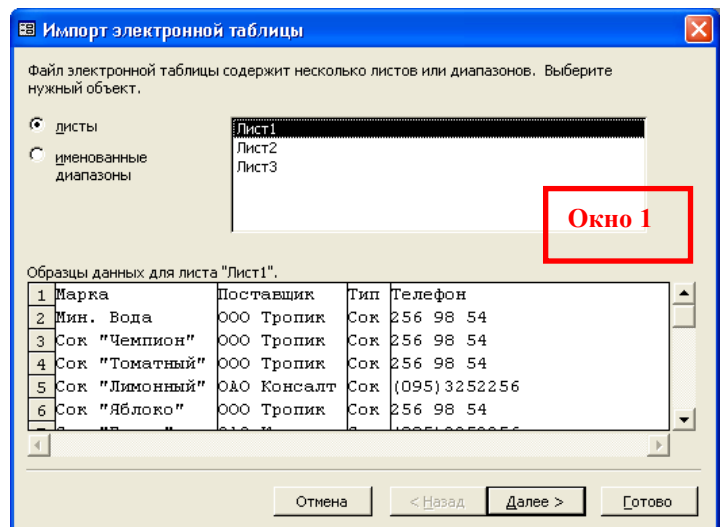 Импорт электронной таблицы
Файл электронной таблицы содержит несколько листов или диапазонов. Выберите
нужный объект.
листы
именованные
диапазоны
Лист1
Лист2
Лист3
Окно 1
Образцы данных для листа "Лист1".
1 Марка Поставщик Тип Телефон
2 Мин. Вода ООО Тропик Сок 256 98 54
3 Сок "Чемпион" ООО Тропик Сок 256 98 54
4 Сок "Томатный" ООО Тропик Сок 256 98 54
5 Сок "Лимонный" ОАО Консалт Сок (095)3252256
6 Сок "Яблоко" ООО Тропик Сок 256 98 54
Отмена < Назад Далее > Готово